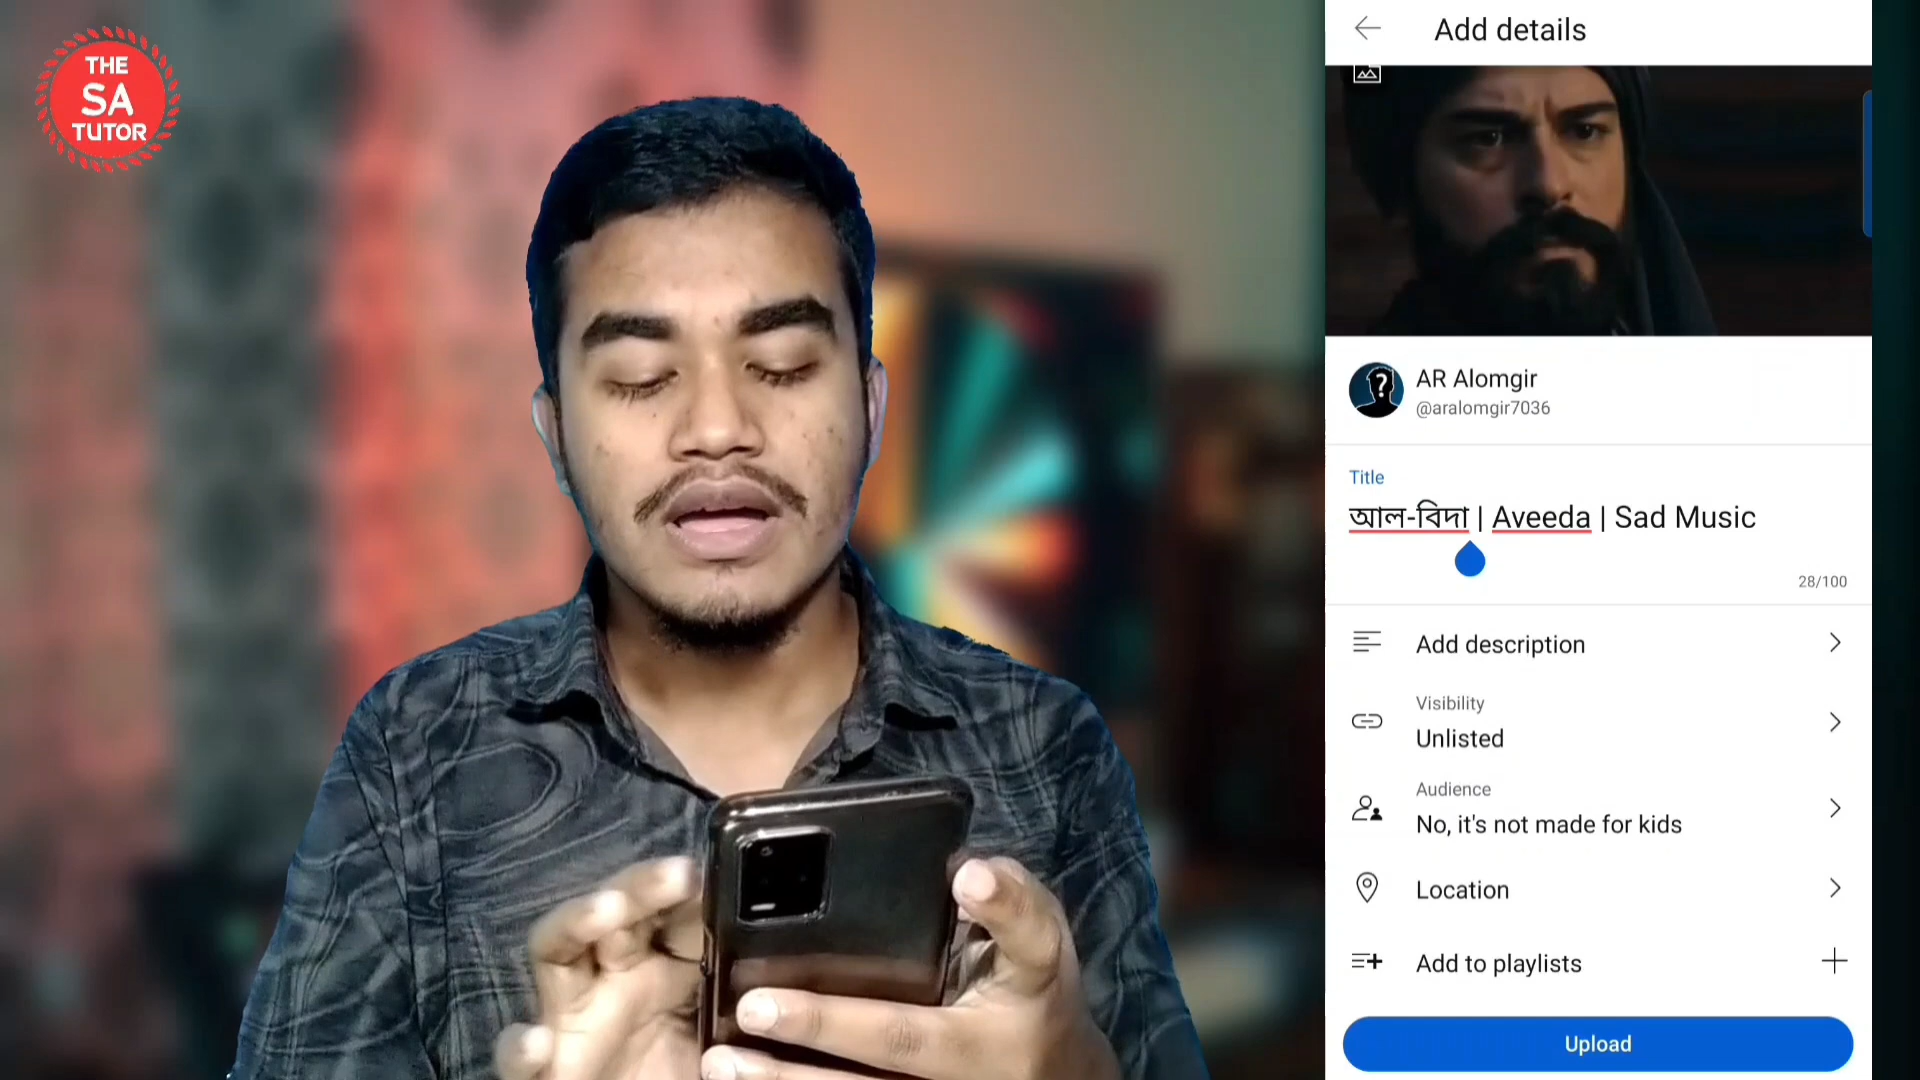 THE
SA
TUTOR
Add details
AR Alomgir
@aralomgir7036
Title
আল-বিদা | Aveeda | Sad Music
28/100
Add description
Visibility
Unlisted
Audience
No, it's not made for kids
Location
Add to playlists
Upload